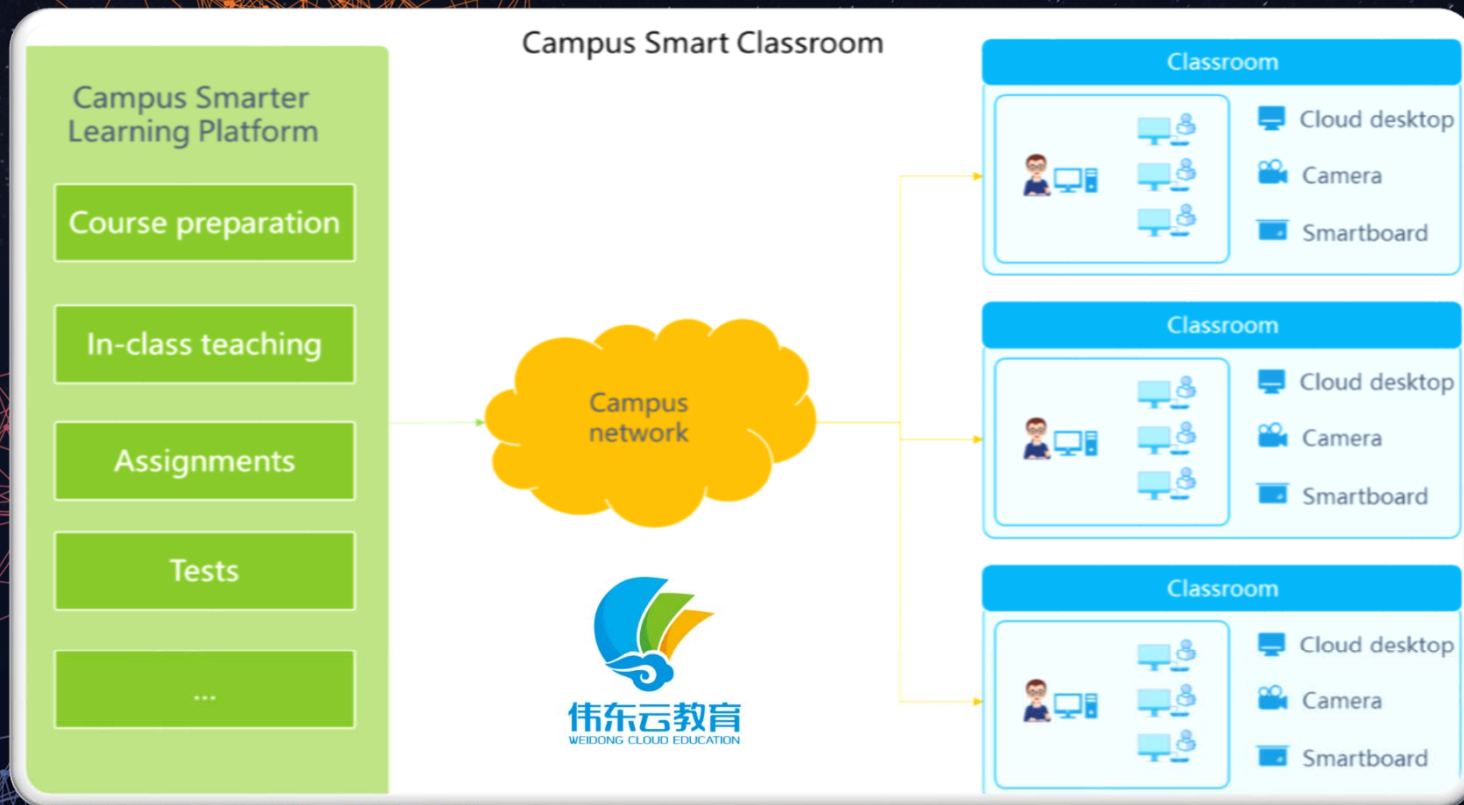 Campus Smart Classroom
Campus Smarter
Learning Platform
Course preparation
In-class teaching
Assignments
Tests
...
Campus
network
伟东云教育
WEIDONG CLOUD EDUCATION
Classroom
Cloud desktop
Camera
Smartboard
Classroom
Cloud desktop
Camera
Smartboard
Classroom
Cloud desktop
Camera
Smartboard